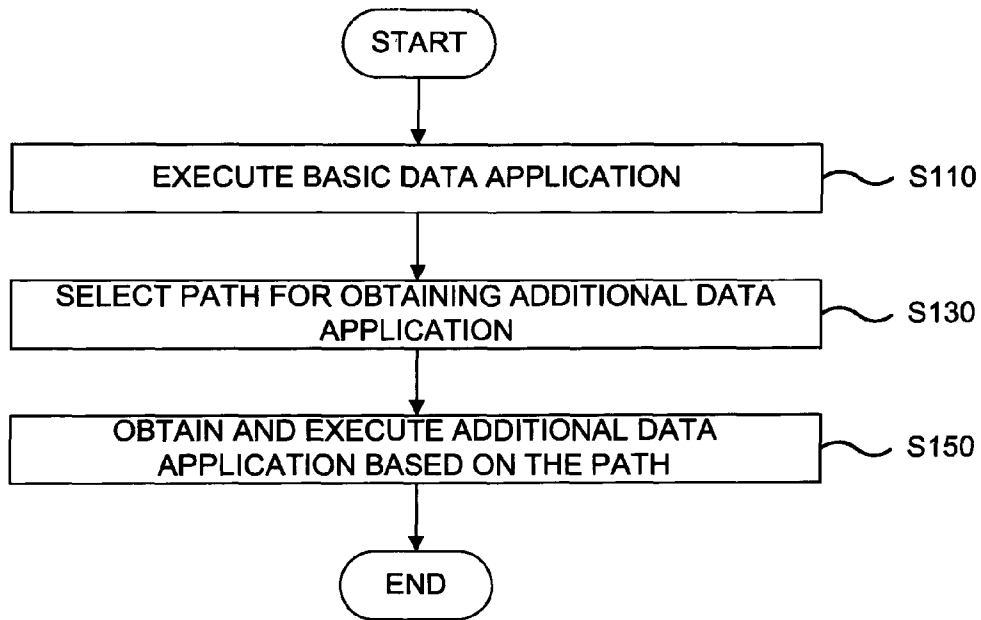 START
EXECUTE BASIC DATA APPLICATION
S110
SELECT PATH FOR OBTAINING ADDITIONAL DATA
APPLICATION
S130
OBTAIN AND EXECUTE ADDITIONAL DATA
APPLICATION BASED ON THE PATH
S150
END